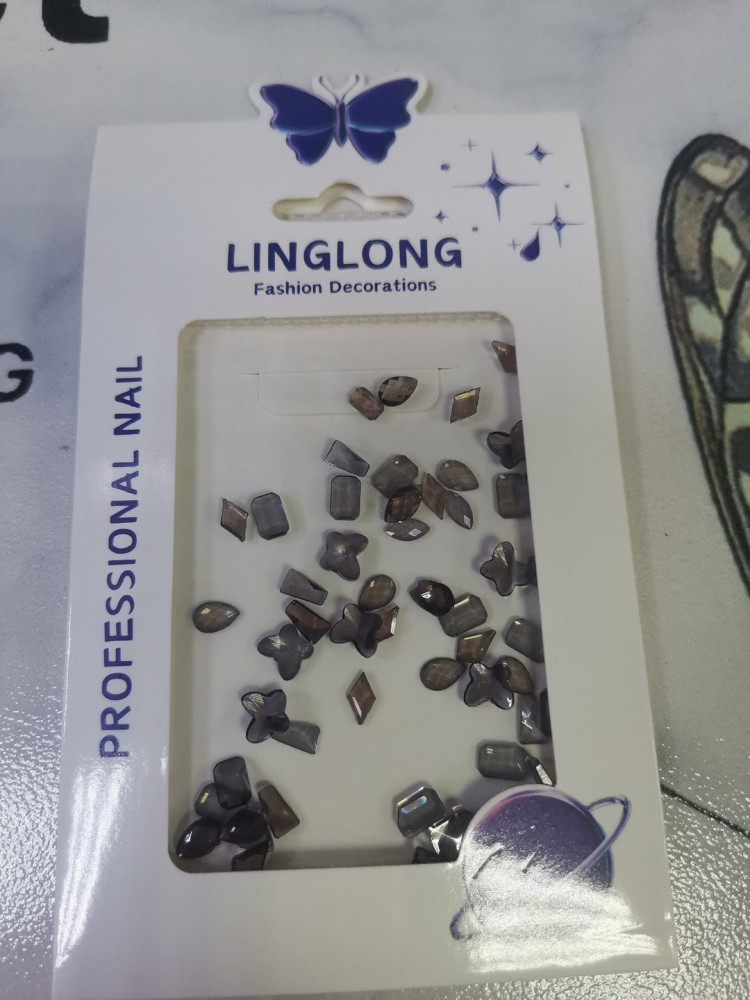 LINGLONG
Fashion Decorations
PROFESSIONAL NAIL
G